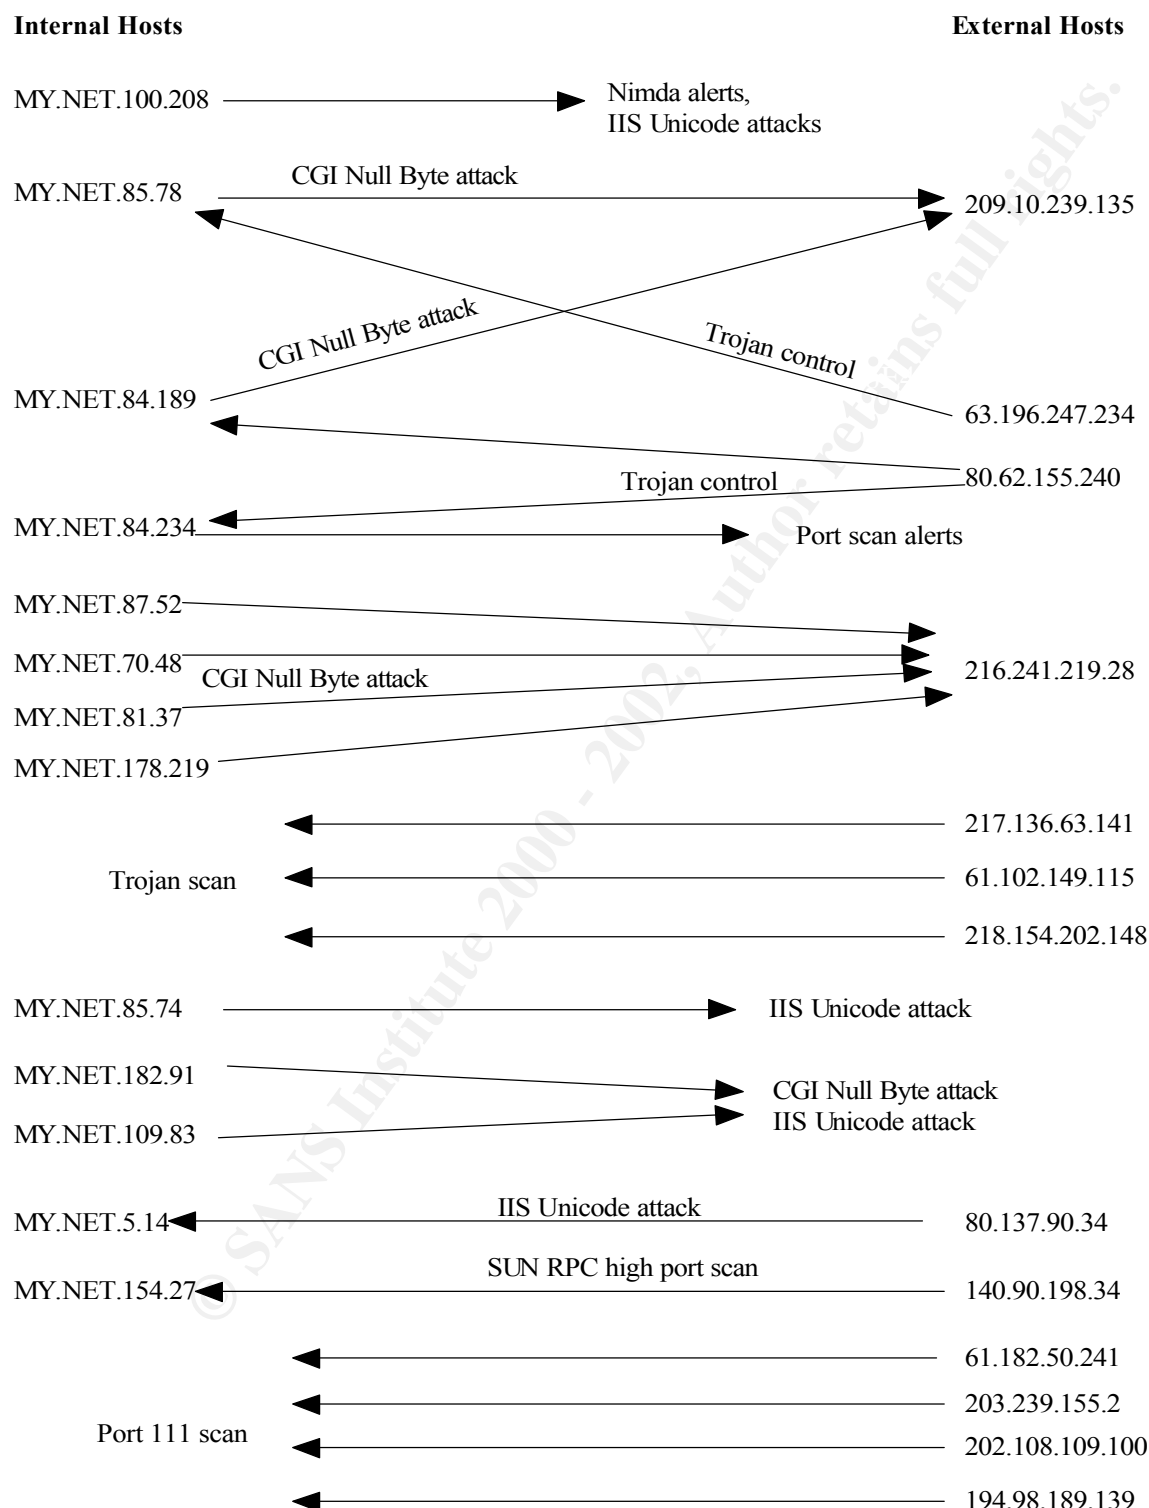 Internal Hosts
External Hosts
MY.NET.100.208
Nimda alerts,
IIS Unicode attacks
CGI Null Byte attack
MY.NET.85.78
209.10.239.135
CGI Null Byte attack
Trojan control
MY.NET.84.189
63.196.247.234
80.62.155.240
Trojan control
MY.NET.84.234
Port scan alerts
MY.NET.87.52
MY.NET.70.48
216.241.219.28
CGI Null Byte attack
MY.NET.81.37
MY.NET.178.219
217.136.63.141
Trojan scan
61.102.149.115
218.154.202.148
MY.NET.85.74
IIS Unicode attack
MY.NET.182.91
CGI Null Byte attack
IIS Unicode attack
MY.NET.109.83
IIS Unicode attack
MY.NET.5.14
80.137.90.34
SUN RPC high port scan
MY.NET.154.27
140.90.198.34
61.182.50.241
203.239.155.2
Port 111 scan
202.108.109.100
194.98.189.139
© SANS Institute 2000 - 2002, Author retains full rights.